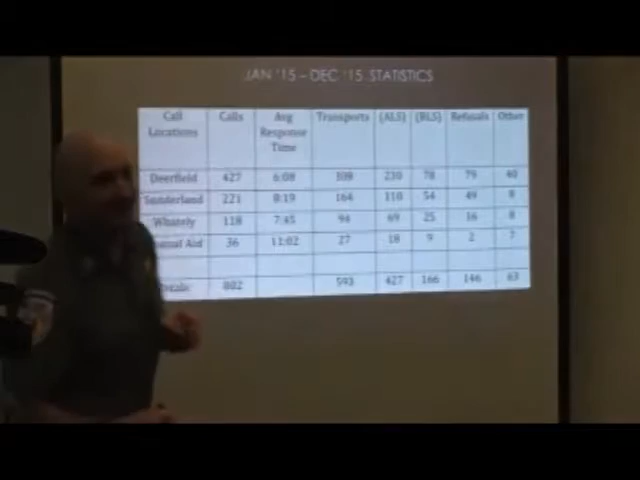 JAN '15 – DEC '15 STATISTICS
Call Locations Calls Avg Response Time Transports (ALS) (BLS) Refusals Other
Deerfield 427 6:08 308 230 78 79 40
Sunderland 221 8:19 164 110 54 49 8
Whately 118 7:45 94 69 25 16 8
Aid 36 11:02 27 18 9 2 7
802 593 427 166 146 63